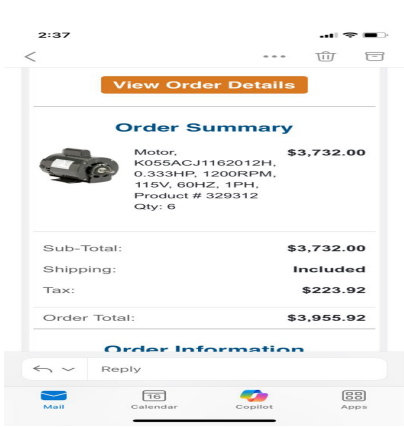 2:37
View Order Details
Order Summary
Motor, $3,732.00
K055ACJ1162012H,
0.333HP, 1200RPM,
115V, 60HZ, 1PH,
Product # 329312
Qty: 6
Sub-Total: $3,732.00
Shipping: Included
Tax: $223.92
Order Total: $3,955.92
Order Information
Reply
16
Mail Calendar Copilot Apps